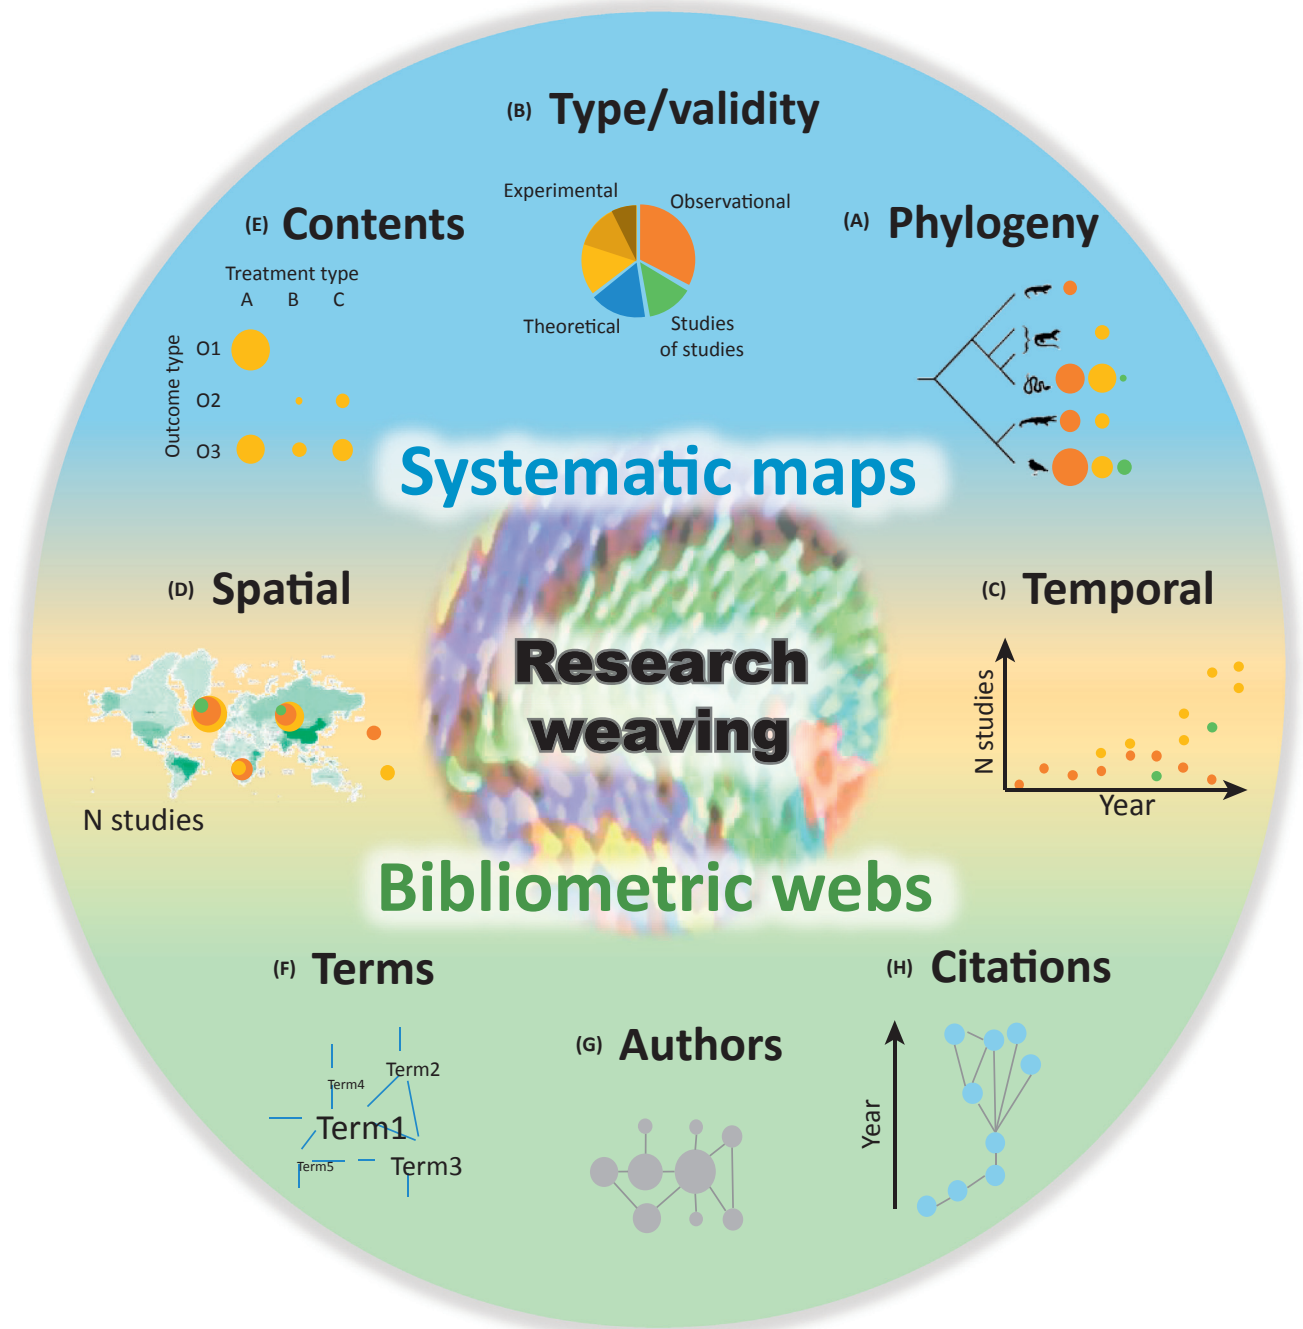 (B) Type/validity
Experimental
Observational
Theoretical
Studies
of studies
(E) Contents
Treatment type
A B C
Outcome type
O1
O2
O3
(A) Phylogeny
Systematic maps
(D) Spatial
N studies
Research
weaving
(C) Temporal
N studies
Year
Bibliometric webs
(F) Terms
Term2
Term4
Term1
Term5
Term3
(G) Authors
(H) Citations
Year